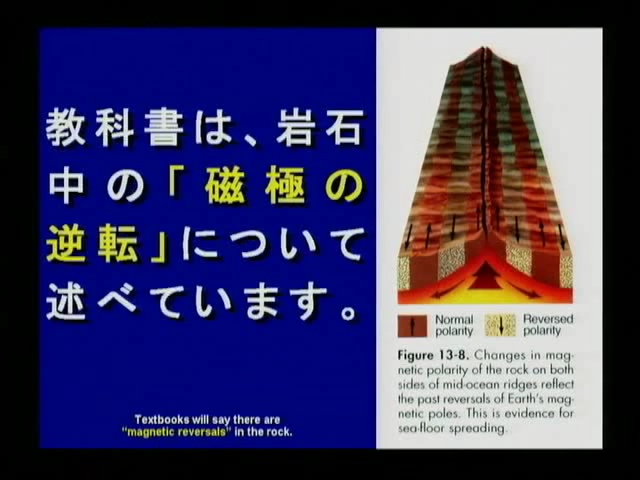 教科書は、岩石
中の「磁極の
逆転」について
述べています。
Textbooks will say there are
"magnetic reversals" in the rock.
Normal
polarity
Reversed
polarity
Figure 13-8. Changes in mag-
netic polarity of the rock on both
sides of mid-ocean ridges reflect
the past reversals of Earth's mag-
netic poles. This is evidence for
sea-floor spreading.